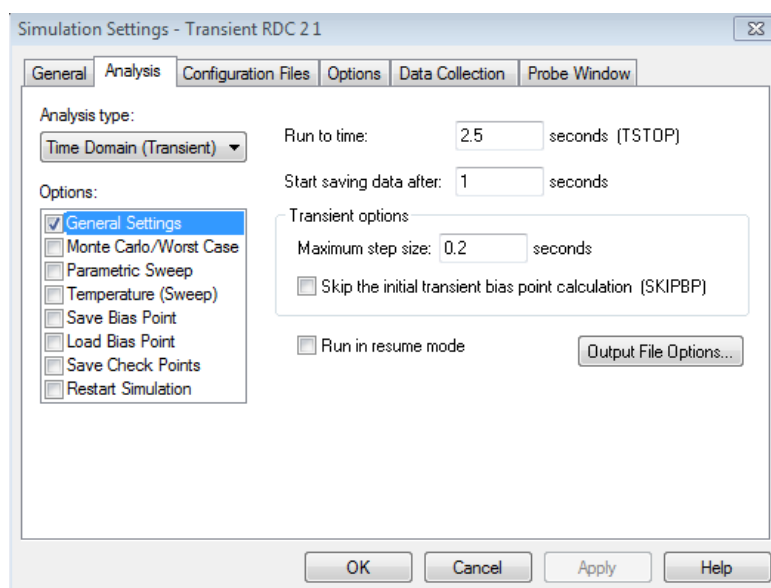 Simulation Settings - Transient RDC 2 1
General Analysis Configuration Files Options Data Collection Probe Window
Analysis type:
Time Domain (Transient)
Options:
General Settings
Monte Carlo/Worst Case
Parametric Sweep
Temperature (Sweep)
Save Bias Point
Load Bias Point
Save Check Points
Restart Simulation
Run to time: 2.5 seconds (TSTOP)
Start saving data after: 1 seconds
Transient options
Maximum step size: 0.2 seconds
Skip the initial transient bias point calculation (SKIPBP)
Run in resume mode
Output File Options...
OK Cancel Apply Help